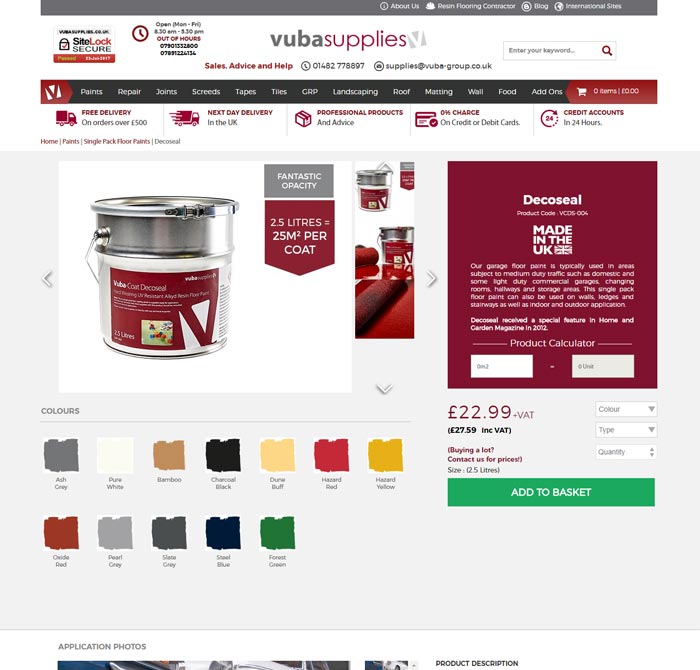 About Us Resin Flooring Contractor Blog International Sites
VUBASUPPLIES.CO.UK
SiteLock
SECURE
Passed 23-Jul-2017
Open (Mon - Fri)
8.30 am - 5.30 pm
OUT OF HOURS
07901332800
07891224134
vubasupplies
Enter your keyword...
Sales. Advice and Help 01482 778897 supplies@vuba-group.co.uk
Paints Repair Joints Screeds Tapes Tiles GRP Landscaping Roof Matting Wall Food Add Ons 0 items | £0.00
FREE DELIVERY
On orders over £500
NEXT DAY DELIVERY
In the UK
PROFESSIONAL PRODUCTS
And Advice
0% CHARGE
On Credit or Debit Cards.
24
CREDIT ACCOUNTS
In 24 Hours.
Home | Paints | Single Pack Floor Paints | Decoseal
FANTASTIC
OPACITY
2.5 LITRES =
25M² PER
COAT
vubasupplies
Vuba-Coat Decoseal
Hard Wearing UV Resistant Alkyd Resin Floor Paint
2.5 Litres
Decoseal
Product Code : VCDS-004
MADE
IN THE
UK
Our garage floor paint is typically used in areas
subject to medium duty traffic such as domestic and
some light duty commercial garages, changing
rooms, hallways and storage areas. This single pack
floor paint can also be used on walls, ledges and
stairways as well as indoor and outdoor application.
Decoseal received a special feature in Home and
Garden Magazine in 2012.
Product Calculator
0m2 = 0 Unit
COLOURS
Ash
Grey
Pure
White
Bamboo
Charcoal
Black
Dune
Buff
Hazard
Red
Hazard
Yellow
Oxide
Red
Pearl
Grey
Slate
Grey
Steel
Blue
Forest
Green
£22.99+VAT
(£27.59 Inc VAT)
(Buying a lot?
Contact us for prices!)
Size : (2.5 Litres)
Colour
Type
Quantity
ADD TO BASKET
APPLICATION PHOTOS
PRODUCT DESCRIPTION